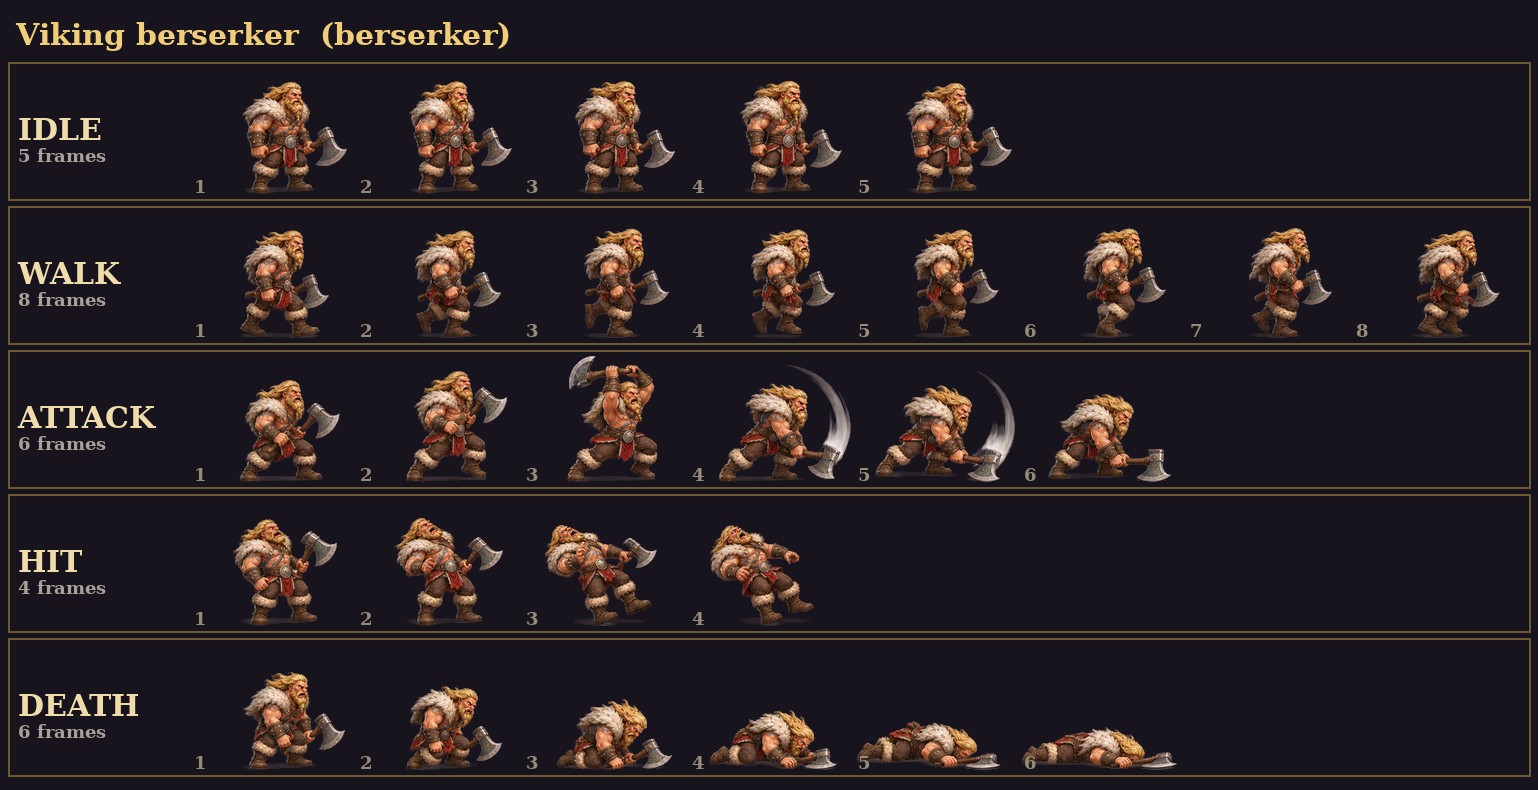 Viking berserker (berserker)
IDLE
5 frames
1 2 3 4 5
WALK
8 frames
1 2 3 4 5 6 7 8
ATTACK
6 frames
1 2 3 4 5 6
HIT
4 frames
1 2 3 4
DEATH
6 frames
1 2 3 4 5 6